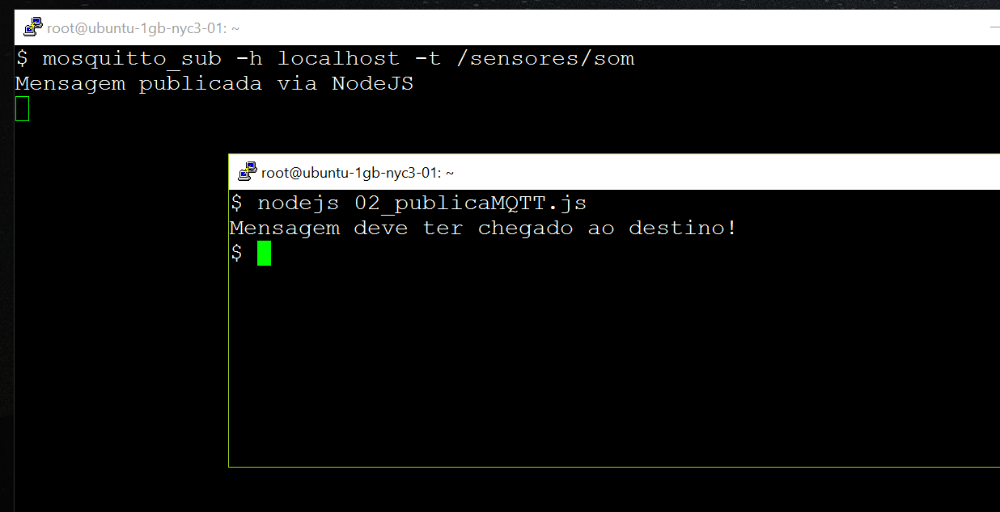 root@ubuntu-1gb-nyc3-01: ~
$ mosquitto_sub -h localhost -t /sensores/som
Mensagem publicada via NodeJS
root@ubuntu-1gb-nyc3-01: ~
$ nodejs 02_publicaMQTT.js
Mensagem deve ter chegado ao destino!
$